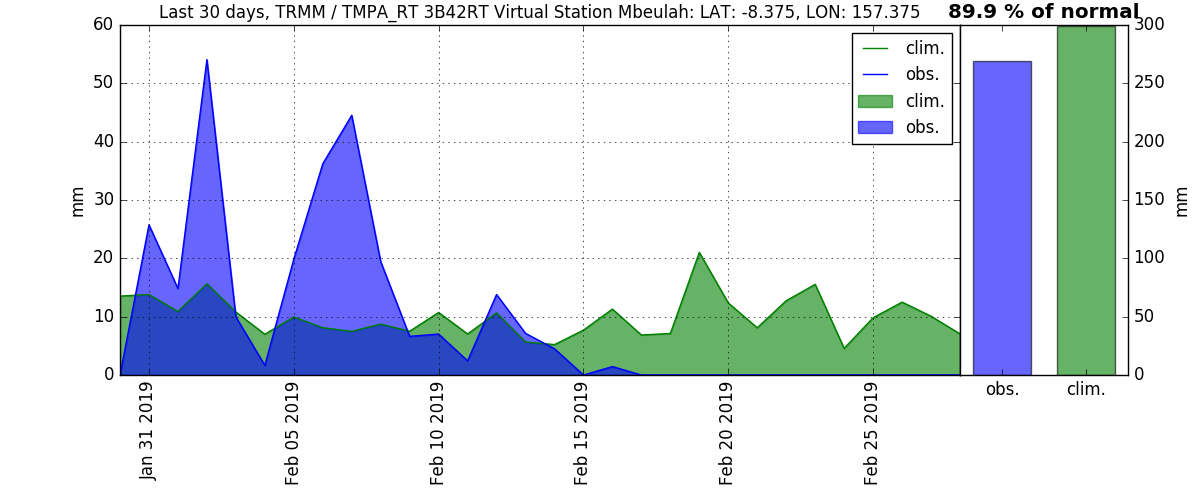 Last 30 days, TRMM / TMPA_RT 3B42RT Virtual Station Mbeulah: LAT: -8.375, LON: 157.375
89.9 % of normal
60
50
40
30
20
10
0
mm
clim.
obs.
clim.
obs.
Jan 31 2019
Feb 05 2019
Feb 10 2019
Feb 15 2019
Feb 20 2019
Feb 25 2019
300
250
200
150
100
50
0
mm
obs.
clim.